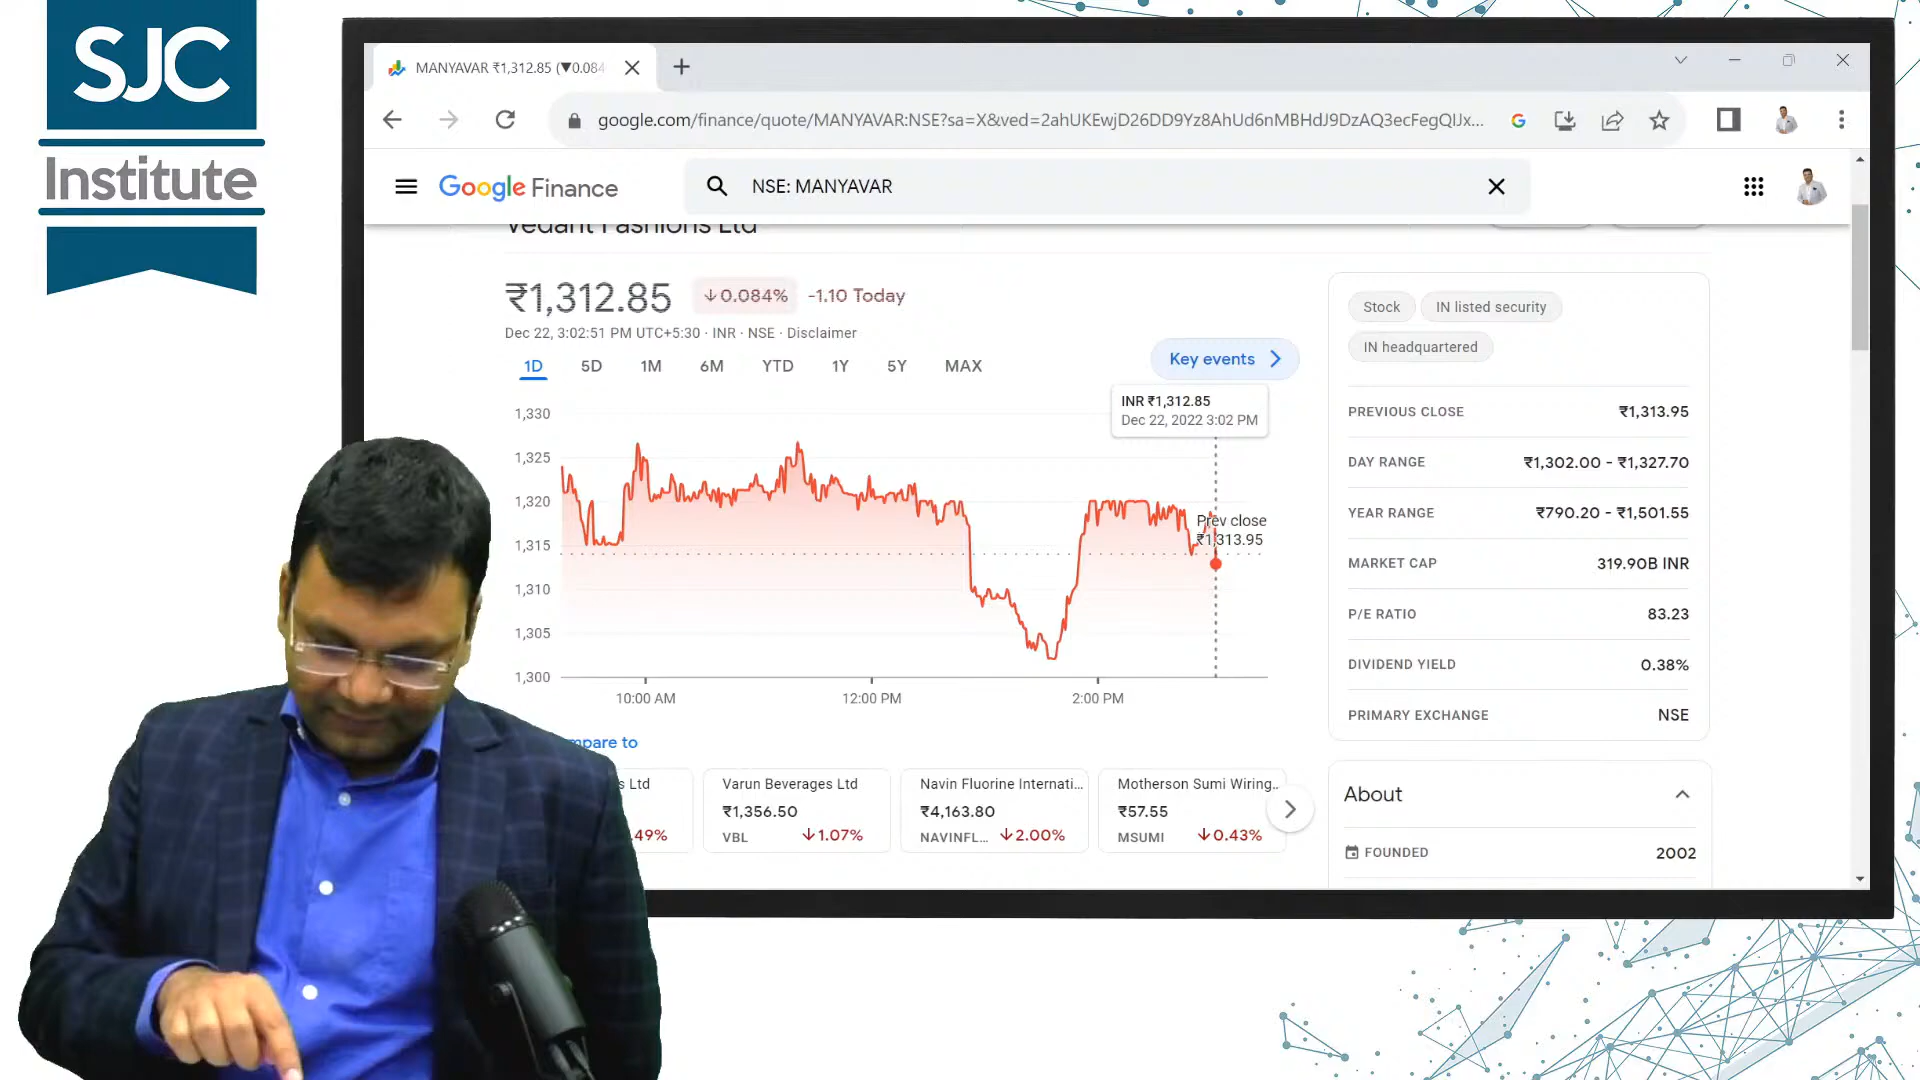 SJC
Institute
MANYAVAR ₹1,312.85 (▼0.084
google.com/finance/quote/MANYAVAR:NSE?sa=X&ved=2ahUKEwjD26DD9Yz8AhUd6nMBHdJ9DzAQ3ecFegQIJx...
Google Finance
NSE: MANYAVAR
Vedant Fashions Ltd
₹1,312.85 ↓0.084% -1.10 Today
Dec 22, 3:02:51 PM UTC+5:30 · INR · NSE · Disclaimer
1D 5D 1M 6M YTD 1Y 5Y MAX
Key events
INR ₹1,312.85
Dec 22, 2022 3:02 PM
1,330
1,325
1,320
1,315
1,310
1,305
1,300
Prev close
₹1,313.95
10:00 AM 12:00 PM 2:00 PM
mpare to
s Ltd
.49%
Varun Beverages Ltd
₹1,356.50
VBL ↓1.07%
Navin Fluorine Internati...
₹4,163.80
NAVINFL... ↓2.00%
Motherson Sumi Wiring...
₹57.55
MSUMI ↓0.43%
Stock IN listed security
IN headquartered
PREVIOUS CLOSE ₹1,313.95
DAY RANGE ₹1,302.00 - ₹1,327.70
YEAR RANGE ₹790.20 - ₹1,501.55
MARKET CAP 319.90B INR
P/E RATIO 83.23
DIVIDEND YIELD 0.38%
PRIMARY EXCHANGE NSE
About
FOUNDED 2002